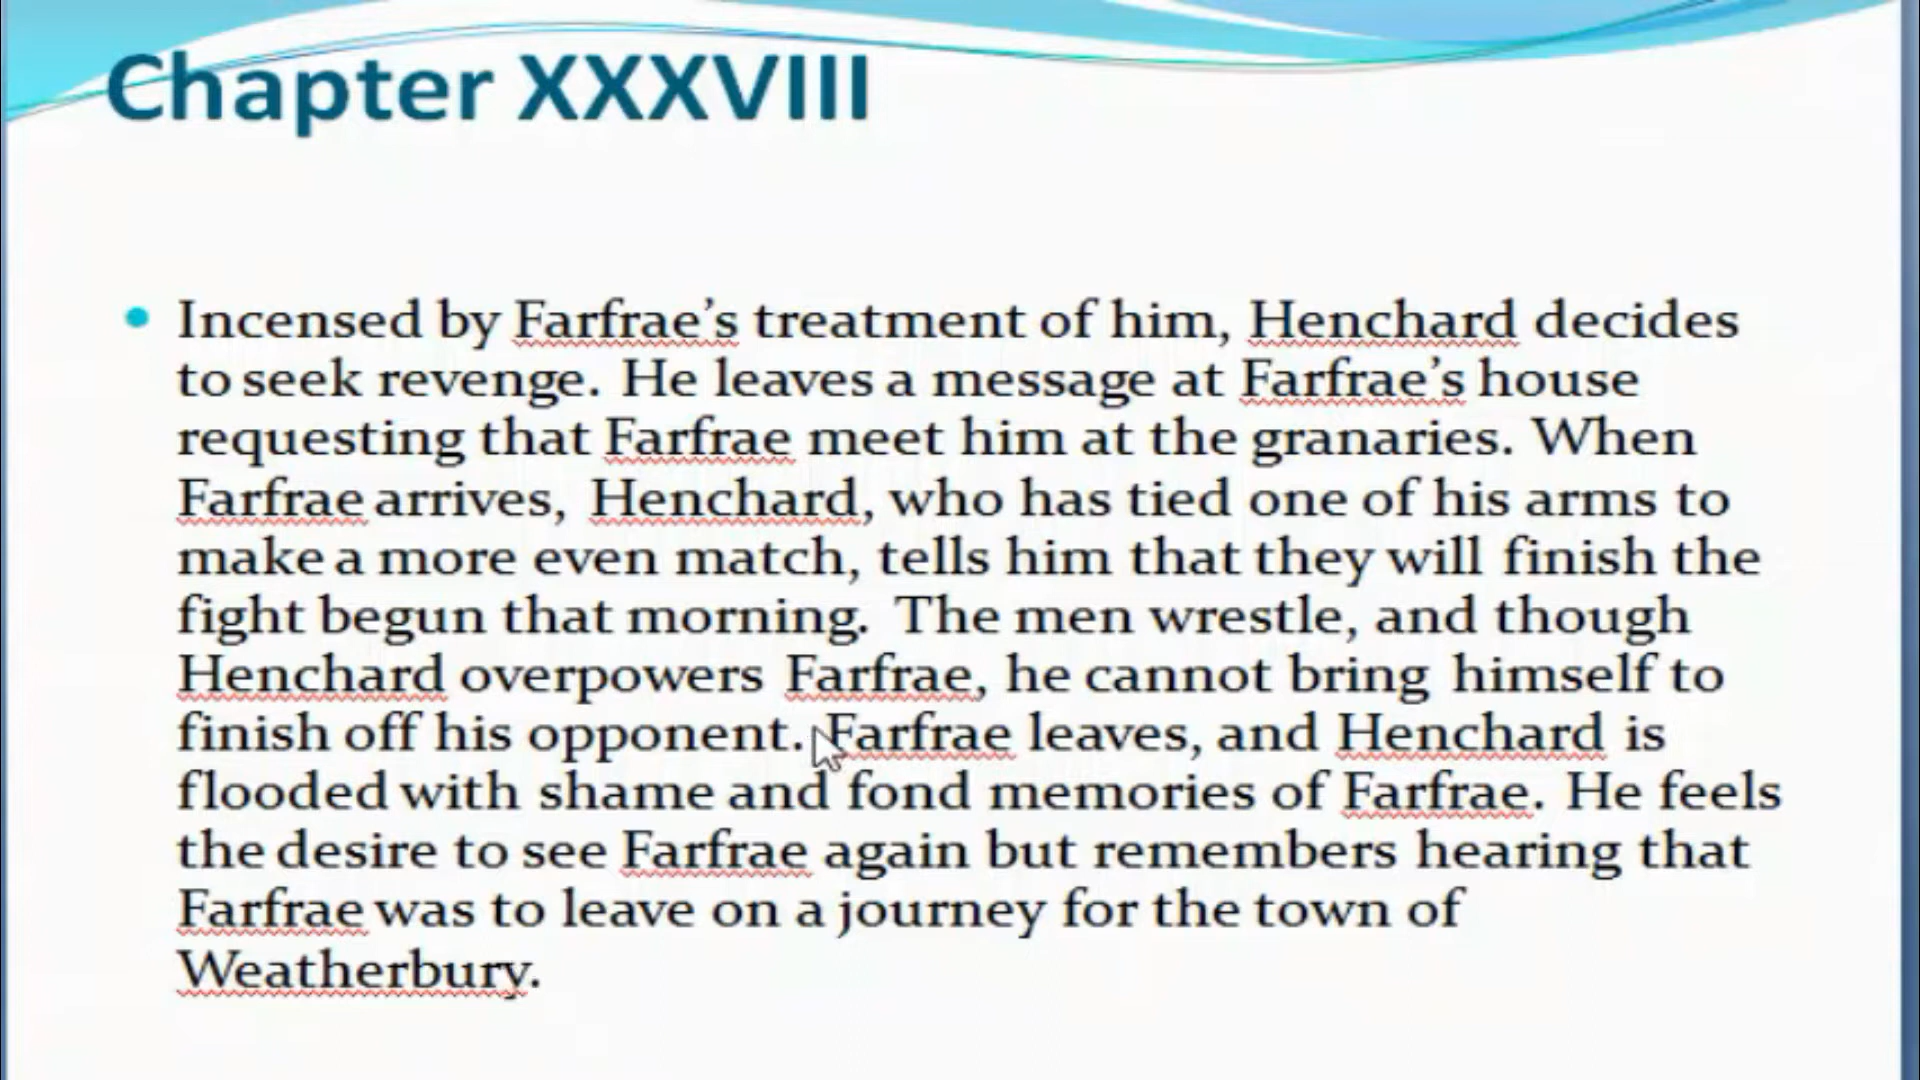 Chapter XXXVIII
Incensed by Farfrae’s treatment of him, Henchard decides
to seek revenge. He leaves a message at Farfrae’s house
requesting that Farfrae meet him at the granaries. When
Farfrae arrives, Henchard, who has tied one of his arms to
make a more even match, tells him that they will finish the
fight begun that morning. The men wrestle, and though
Henchard overpowers Farfrae, he cannot bring himself to
finish off his opponent. Farfrae leaves, and Henchard is
flooded with shame and fond memories of Farfrae. He feels
the desire to see Farfrae again but remembers hearing that
Farfrae was to leave on a journey for the town of
Weatherbury.